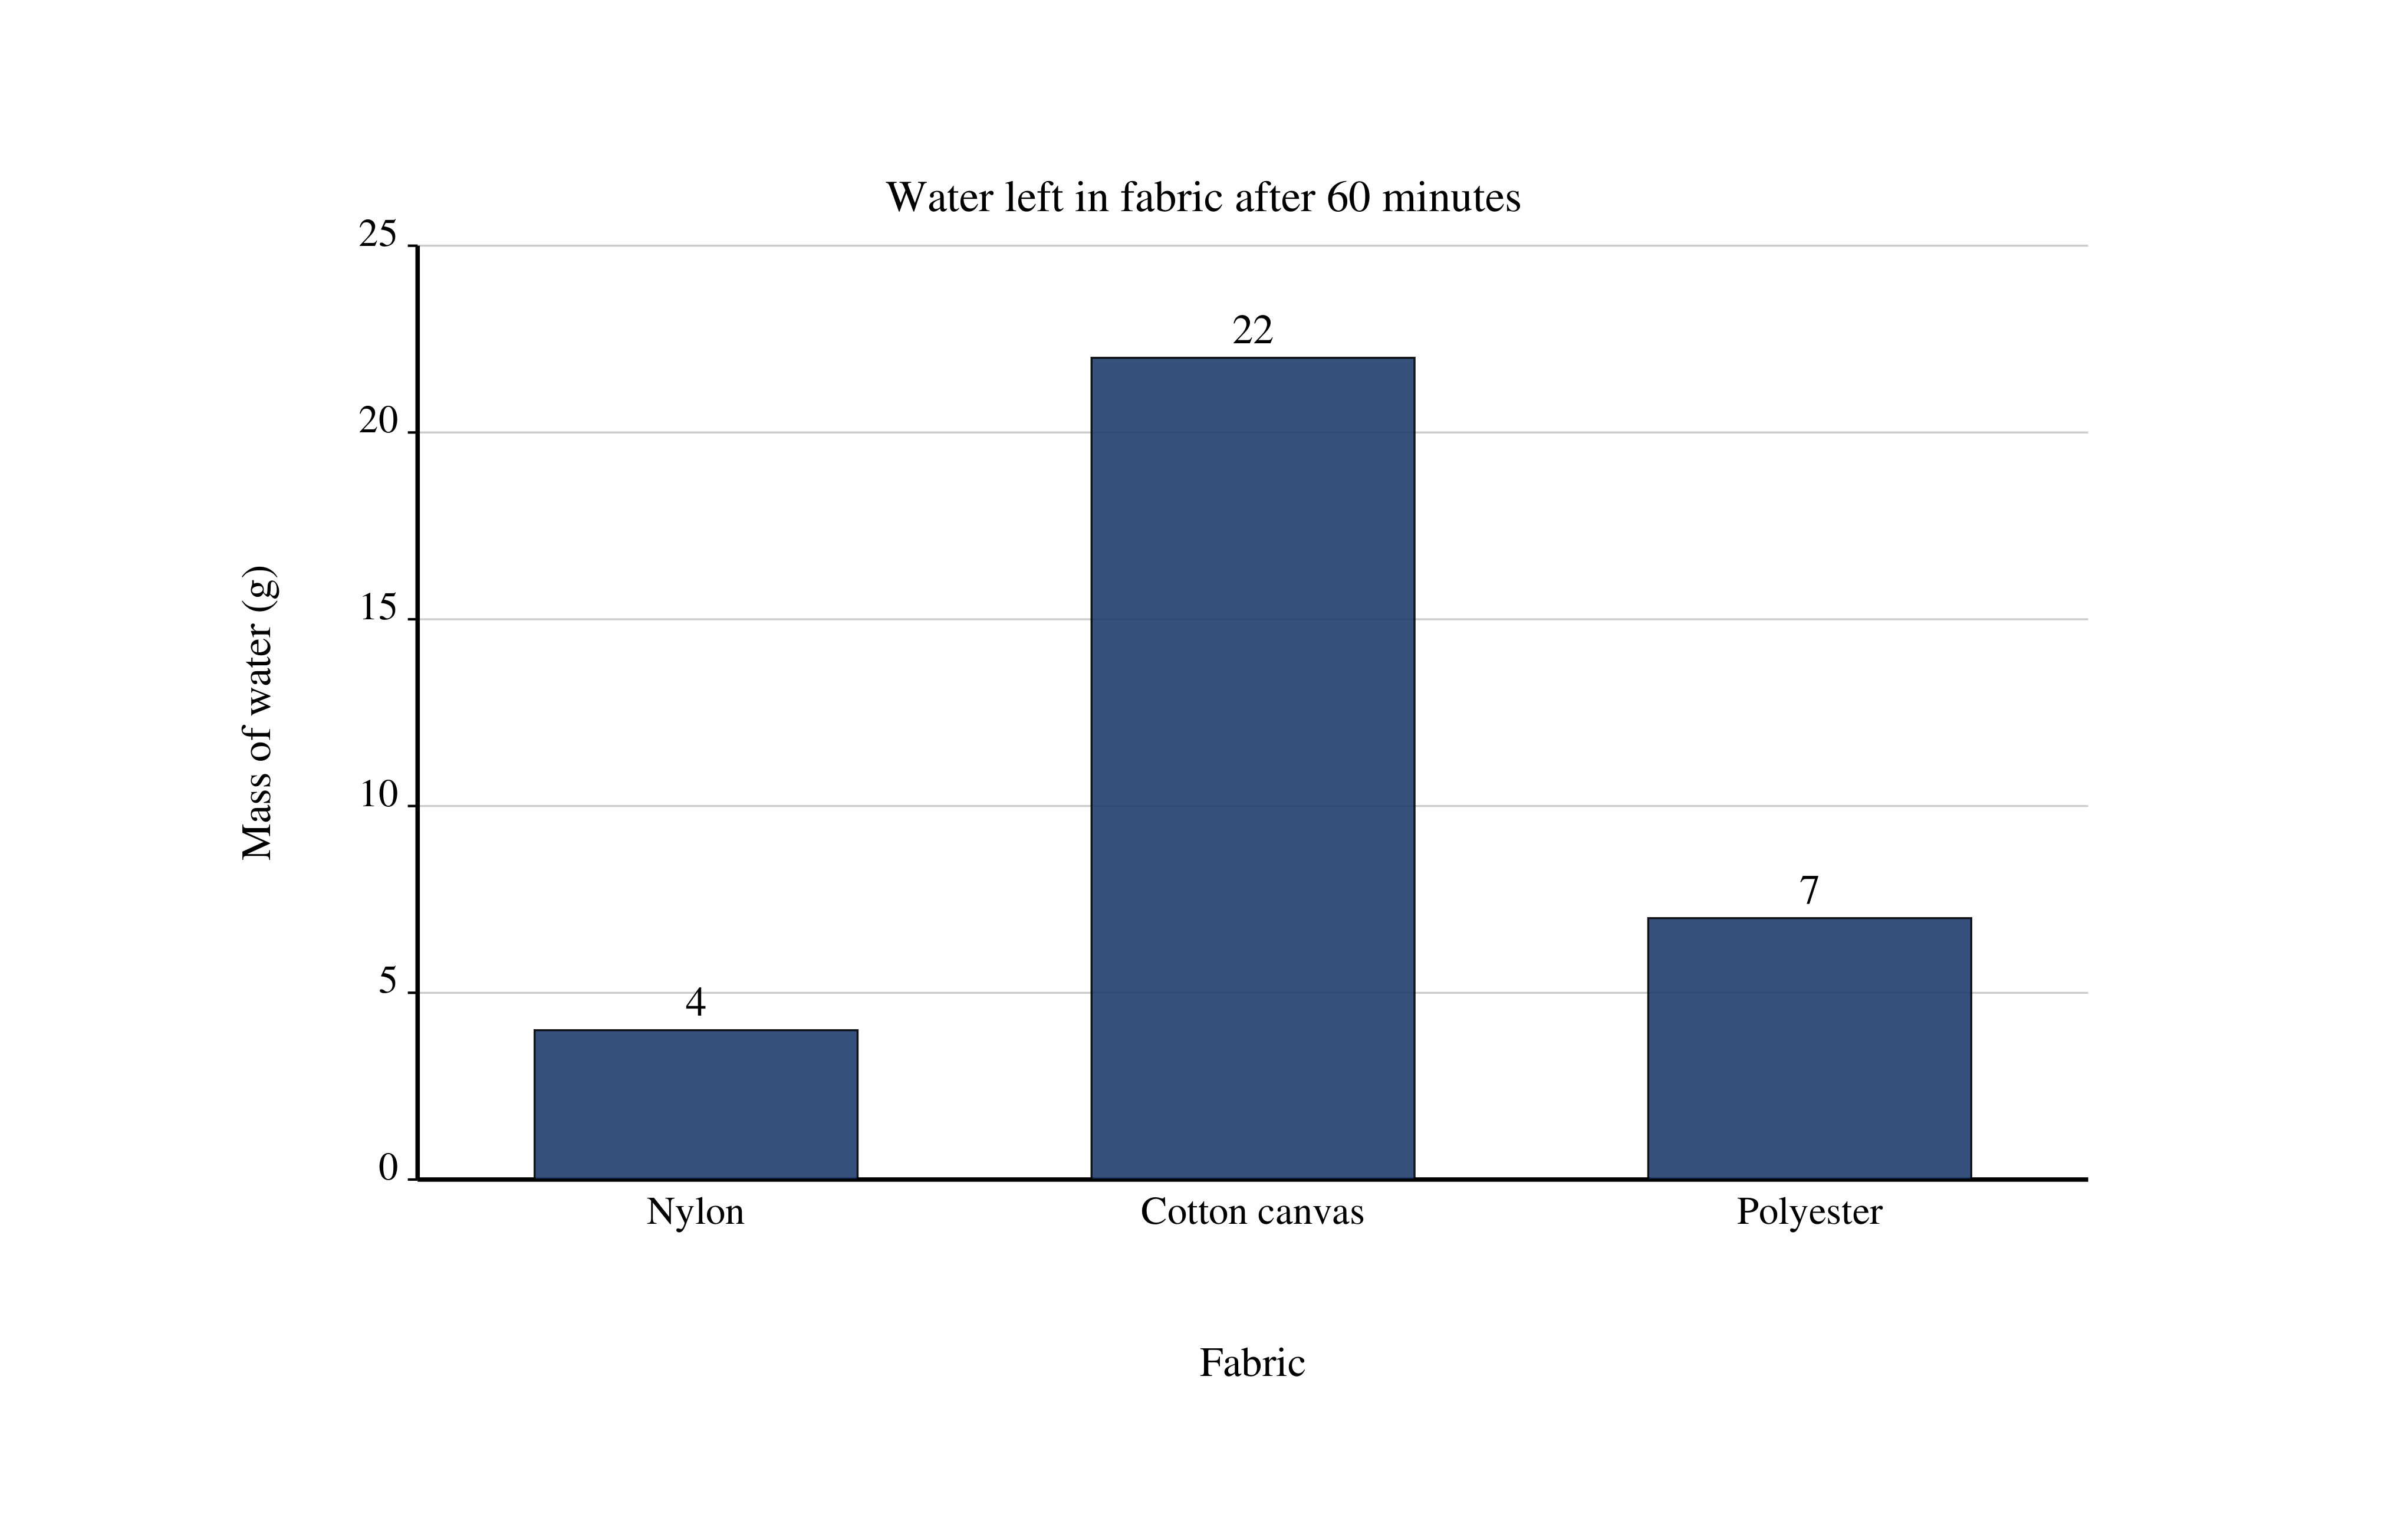 Water left in fabric after 60 minutes
25
20
15
10
5
0
Mass of water (g)
22
7
4
Nylon
Cotton canvas
Polyester
Fabric